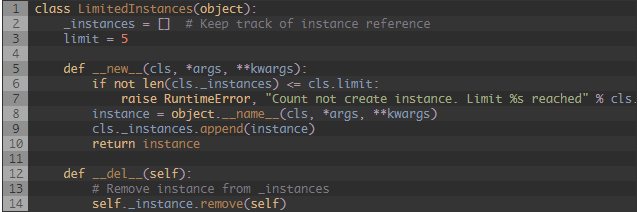 1 class LimitedInstances(object):
2     _instances = []  # Keep track of instance reference
3     limit = 5
4
5     def __new__(cls, *args, **kwargs):
6         if not len(cls._instances) <= cls.limit:
7             raise RuntimeError, "Count not create instance. Limit %s reached" % cls.
8         instance = object.__name__(cls, *args, **kwargs)
9         cls._instances.append(instance)
10         return instance
11
12     def __del__(self):
13         # Remove instance from _instances
14         self._instance.remove(self)